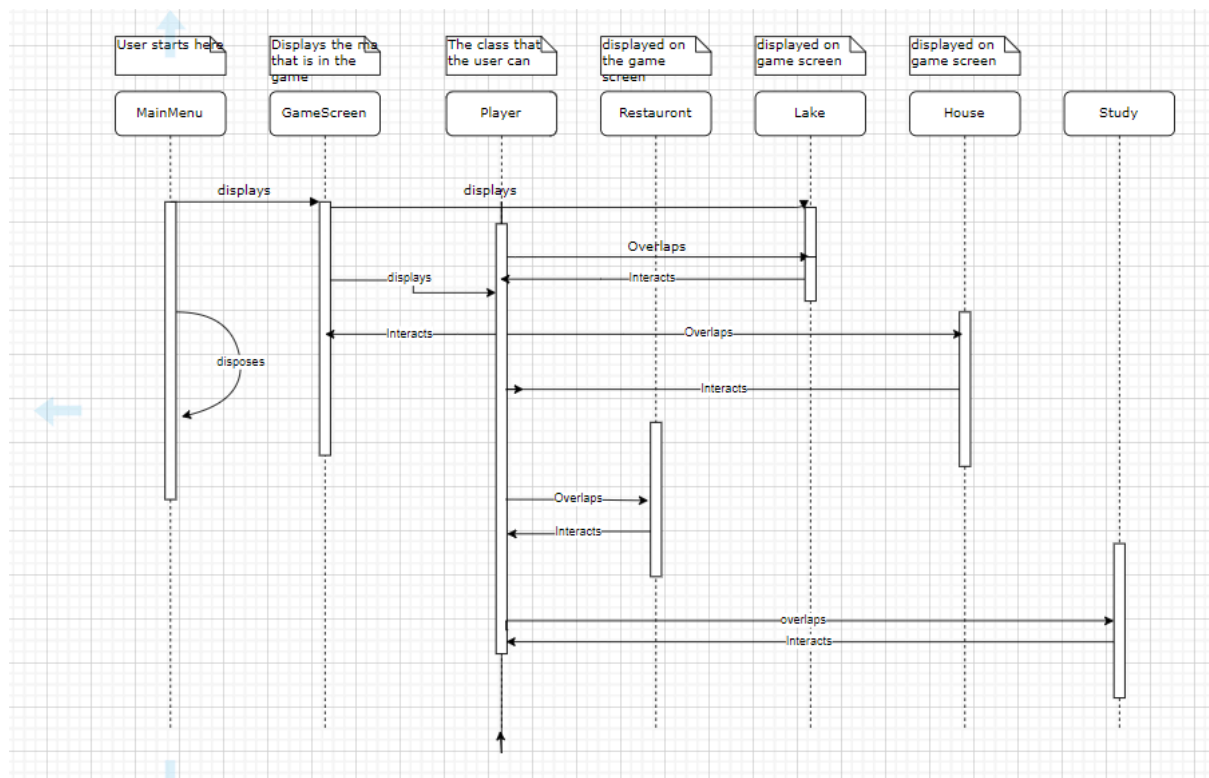 User starts here
Displays the ma
that is in the
game
The class that
the user can
displayed on
the game
screen
displayed on
game screen
displayed on
game screen
MainMenu
GameScreen
Player
Restauront
Lake
House
Study
displays
displays
Overlaps
displays
Interacts
Interacts
Overlaps
disposes
Interacts
Overlaps
Interacts
overlaps
Interacts